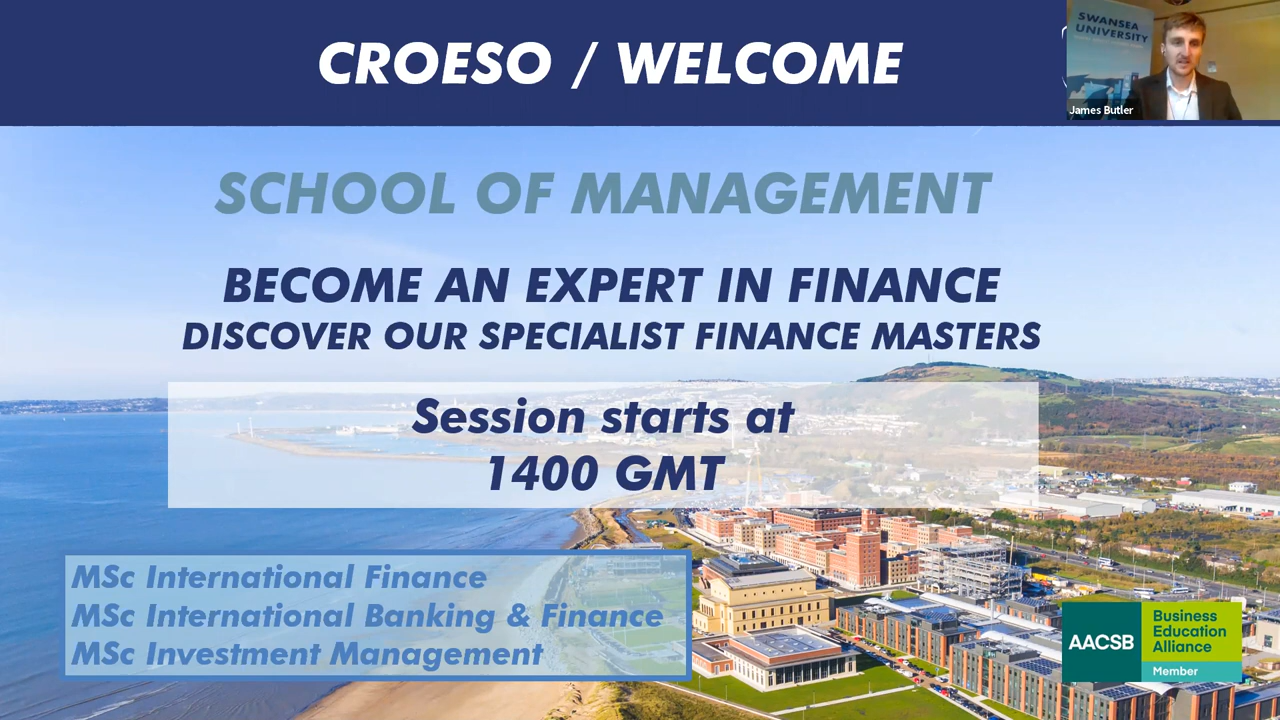 CROESO / WELCOME
SWANSEA
UNIVERSITY
James Butler
SCHOOL OF MANAGEMENT
BECOME AN EXPERT IN FINANCE
DISCOVER OUR SPECIALIST FINANCE MASTERS
Session starts at
1400 GMT
MSc International Finance
MSc International Banking & Finance
MSc Investment Management
AACSB
Business
Education
Alliance
Member